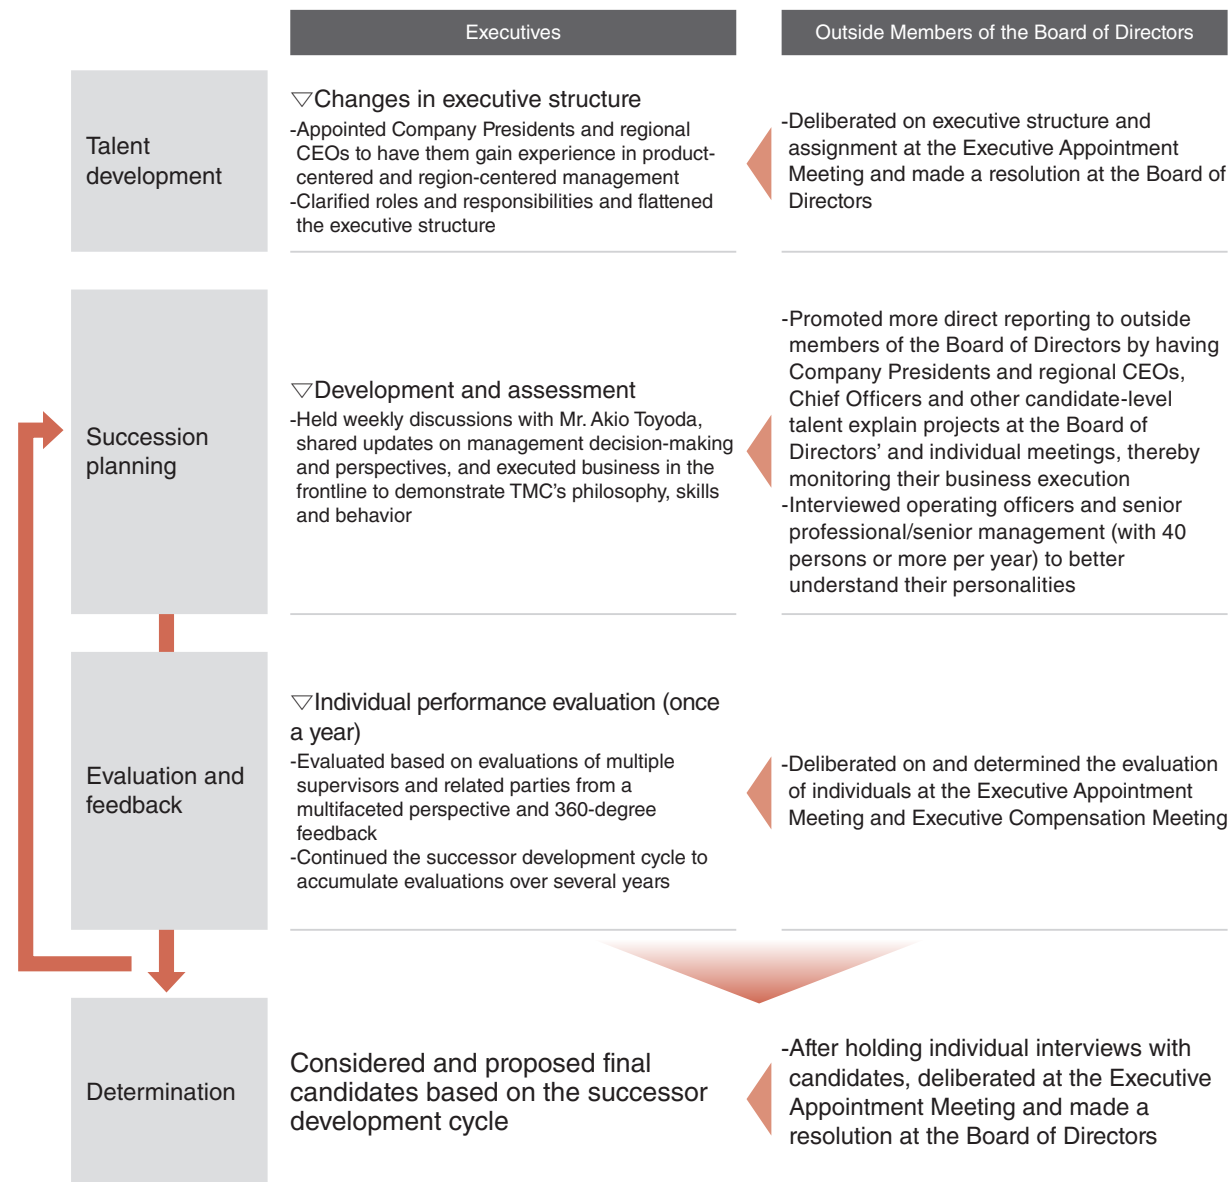 Executives
Outside Members of the Board of Directors
Talent
development
▽Changes in executive structure
-Appointed Company Presidents and regional
CEOs to have them gain experience in product-
centered and region-centered management
-Clarified roles and responsibilities and flattened
the executive structure
-Deliberated on executive structure and
assignment at the Executive Appointment
Meeting and made a resolution at the Board of
Directors
Succession
planning
▽Development and assessment
-Held weekly discussions with Mr. Akio Toyoda,
shared updates on management decision-making
and perspectives, and executed business in the
frontline to demonstrate TMC's philosophy, skills
and behavior
-Promoted more direct reporting to outside
members of the Board of Directors by having
Company Presidents and regional CEOs,
Chief Officers and other candidate-level
talent explain projects at the Board of
Directors' and individual meetings, thereby
monitoring their business execution
-Interviewed operating officers and senior
professional/senior management (with 40
persons or more per year) to better
understand their personalities
Evaluation and
feedback
▽Individual performance evaluation (once
a year)
-Evaluated based on evaluations of multiple
supervisors and related parties from a
multifaceted perspective and 360-degree
feedback
-Continued the successor development cycle to
accumulate evaluations over several years
-Deliberated on and determined the evaluation
of individuals at the Executive Appointment
Meeting and Executive Compensation Meeting
Determination
Considered and proposed final
candidates based on the successor
development cycle
-After holding individual interviews with
candidates, deliberated at the Executive
Appointment Meeting and made a
resolution at the Board of Directors